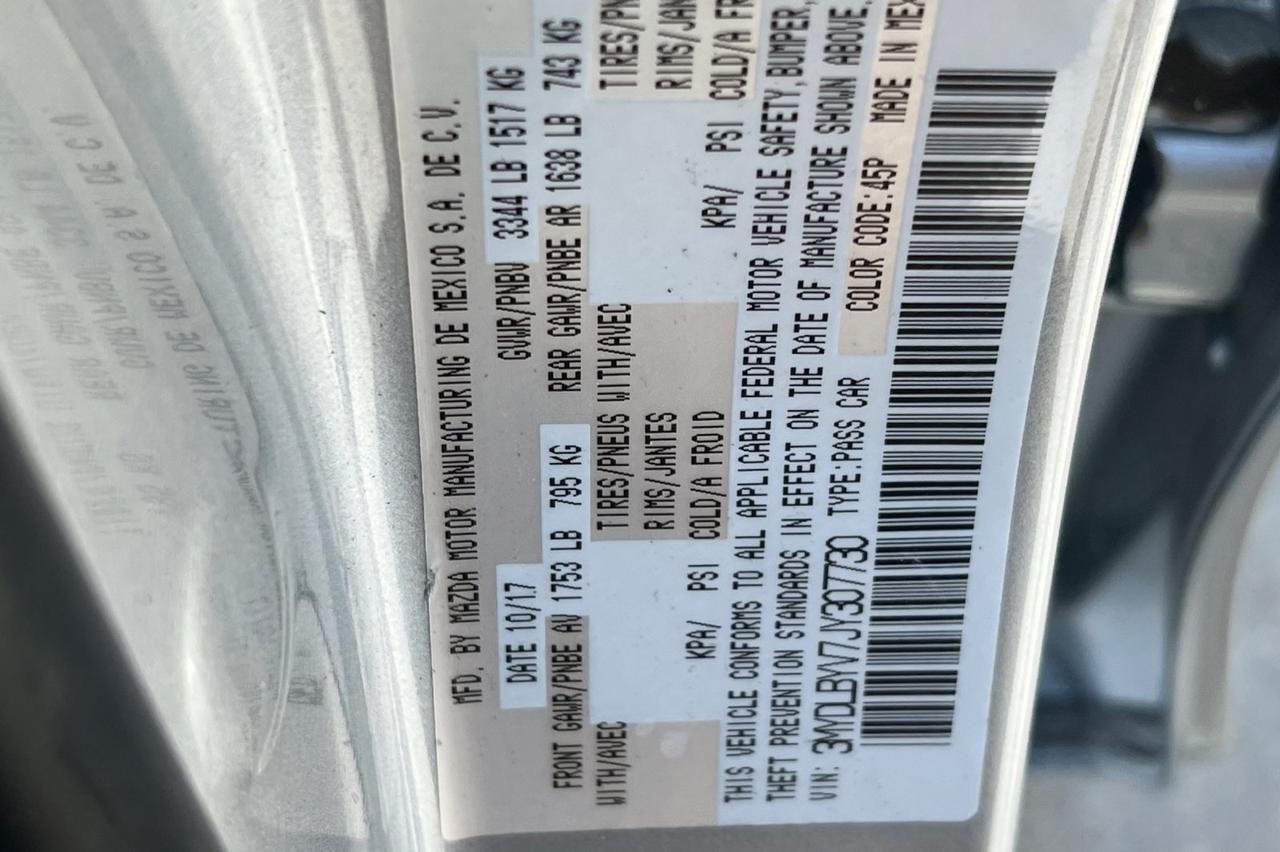 MFD. BY MAZDA MOTOR MANUFACTURING DE MEXICO S.A. DE C.V.
DATE 10/17 GVWR/PNBV 3344 LB 1517 KG
FRONT GAWR/PNBE AV 1753 LB 795 KG REAR GAWR/PNBE AR 1638 LB 743 KG
WITH/AVEC TIRES/PNEUS WITH/AVEC TIRES/PN
RIMS/JANTES RIMS/JAN
KPA/ PSI COLD/A FROID KPA/ PSI COLD/A FR
THIS VEHICLE CONFORMS TO ALL APPLICABLE FEDERAL MOTOR VEHICLE SAFETY, BUMPER,
THEFT PREVENTION STANDARDS IN EFFECT ON THE DATE OF MANUFACTURE SHOWN ABOVE.
VIN: 3MYDLBYV7JY307730 TYPE:PASS CAR COLOR CODE:45P MADE IN MEX